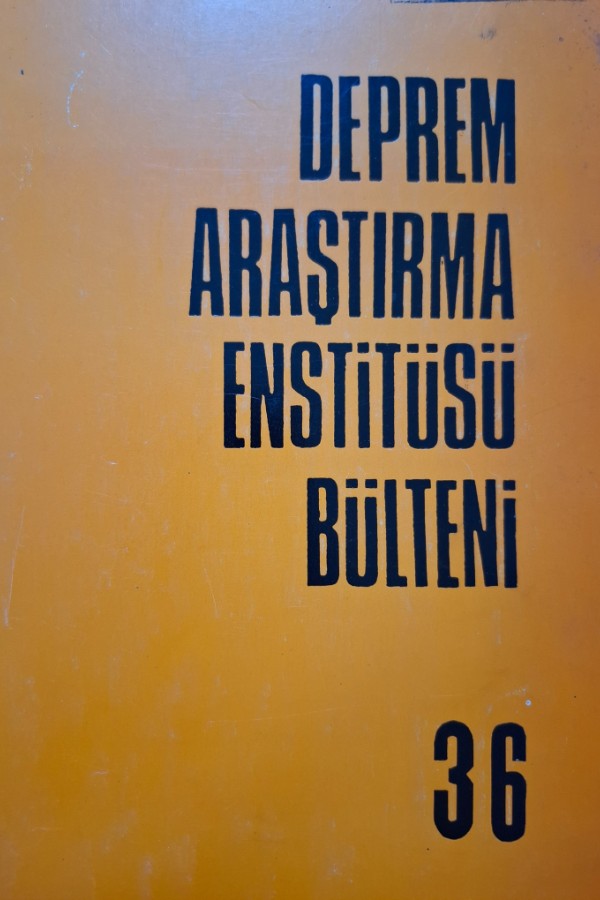 DEPREM
ARAŞTIRMA
ENSTİTÜSÜ
BÜLTENİ
36